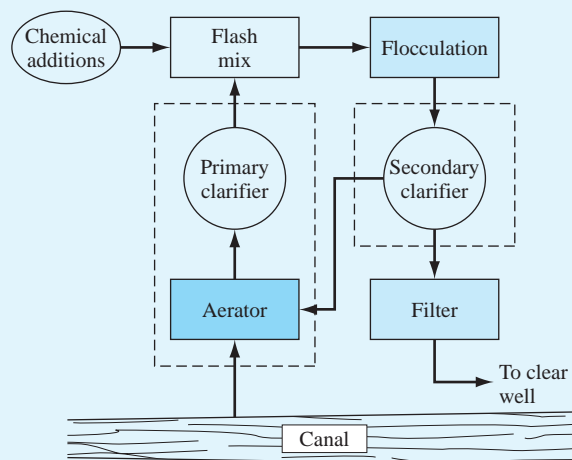 Chemical
additions
Flash
mix
Flocculation
Primary
clarifier
Secondary
clarifier
Aerator
Filter
To clear
well
Canal